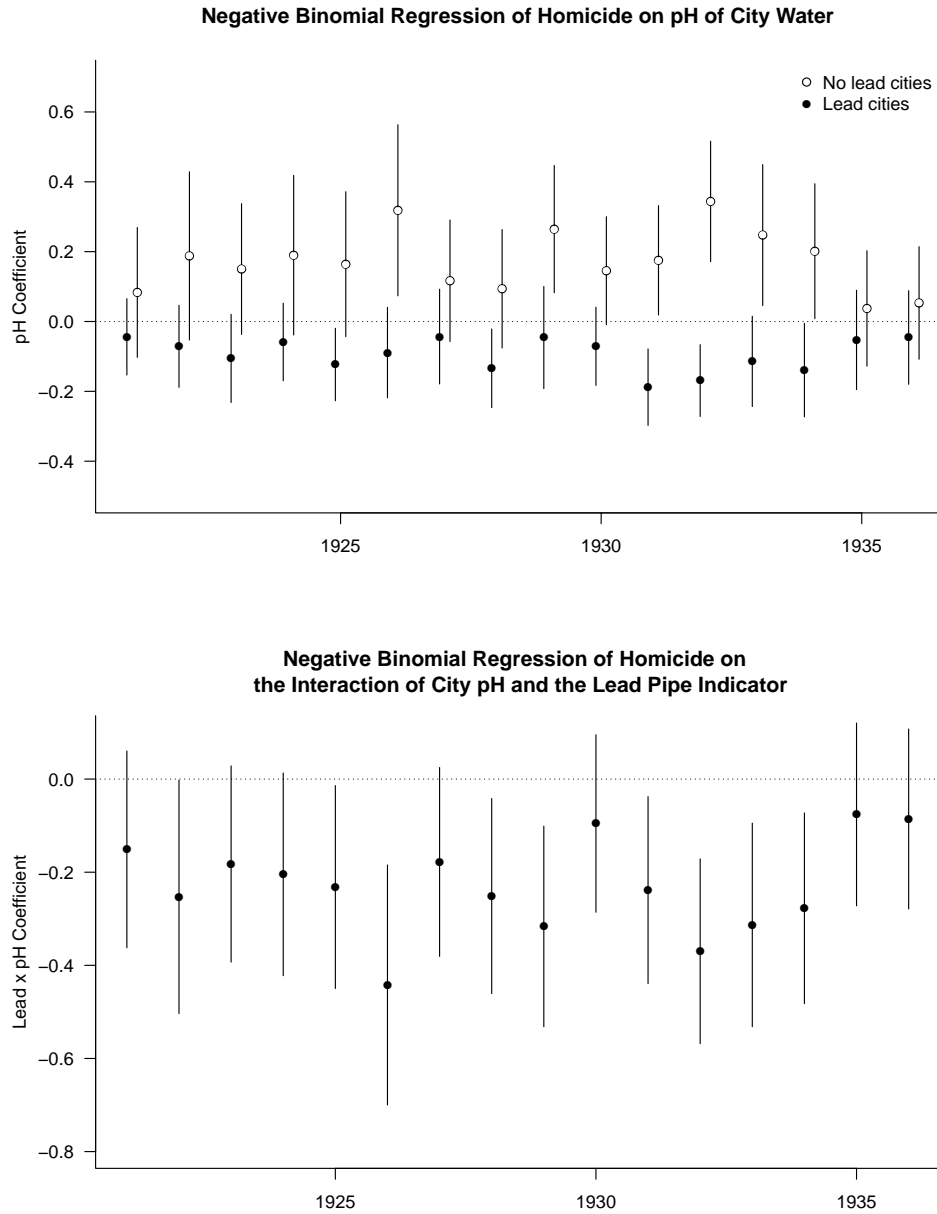 Negative Binomial Regression of Homicide on pH of City Water
No lead cities
Lead cities
0.6
0.4
0.2
0.0
−0.2
−0.4
pH Coefficient
1925
1930
1935
Negative Binomial Regression of Homicide on
the Interaction of City pH and the Lead Pipe Indicator
0.0
−0.2
−0.4
−0.6
−0.8
Lead x pH Coefficient
1925
1930
1935